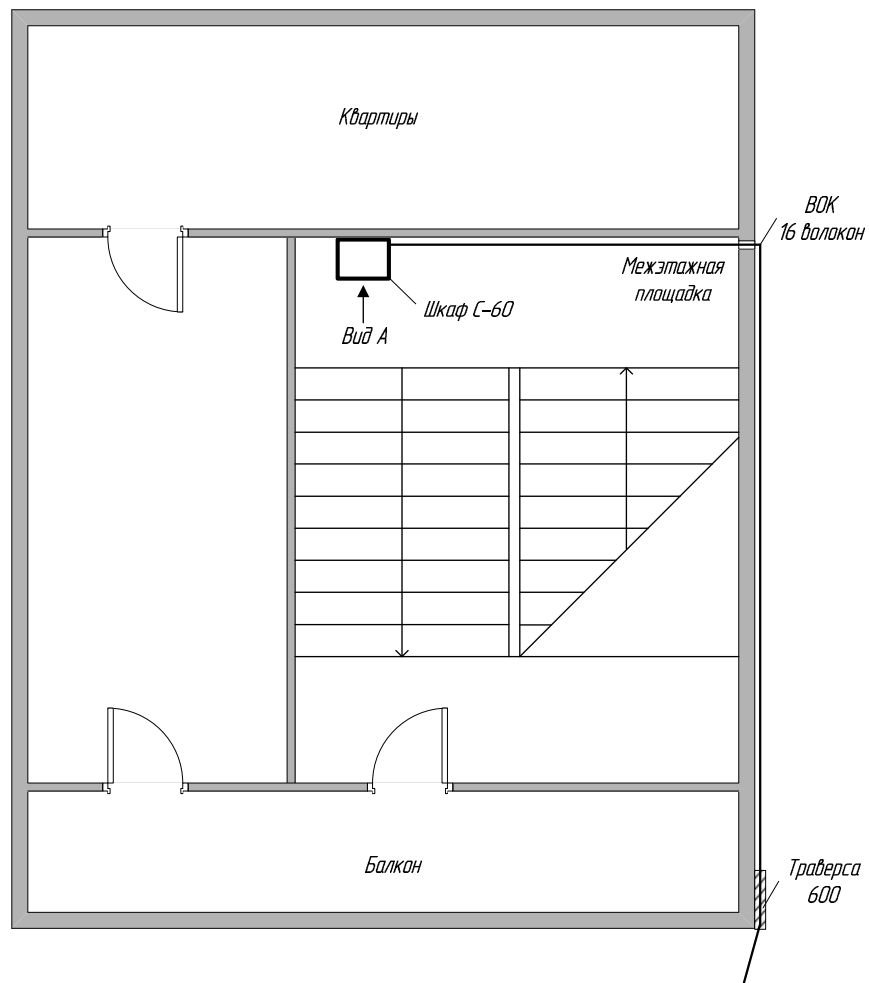 Квартиры
ВОК
16 волокон
Межэтажная
площадка
Шкаф С-60
Вид А
Балкон
Траверса
600